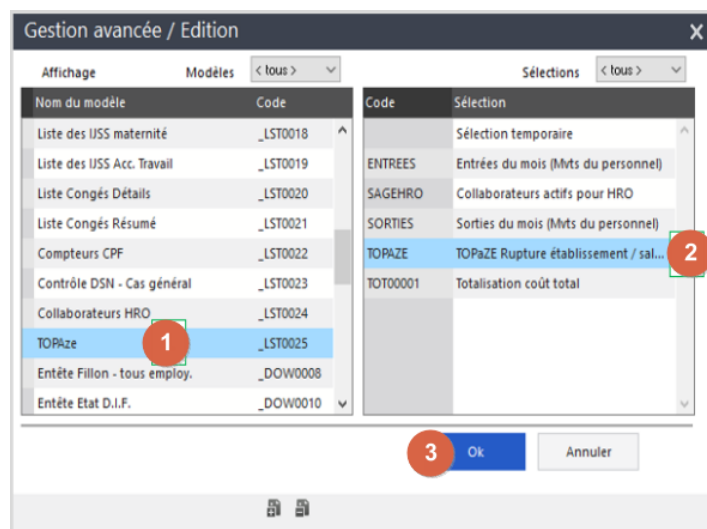 Gestion avancée / Edition
X
Affichage Modèles < tous > Sélections < tous >
Nom du modèle Code Code Sélection
Liste des IJSS maternité _LST0018 Sélection temporaire
Liste des IJSS Acc. Travail _LST0019 ENTREES Entrées du mois (Mvts du personnel)
Liste Congés Détails _LST0020 SAGEHRO Collaborateurs actifs pour HRO
Liste Congés Résumé _LST0021 SORTIES Sorties du mois (Mvts du personnel)
Compteurs CPF _LST0022 TOPAZE TOPaZE Rupture établissement / sal... 2
Contrôle DSN - Cas général _LST0023 TOT00001 Totalisation coût total
Collaborateurs HRO _LST0024
TOPAze 1 _LST0025
Entête Fillon - tous employ. _DOW0008
Entête Etat D.I.F. _DOW0010
3 Ok Annuler